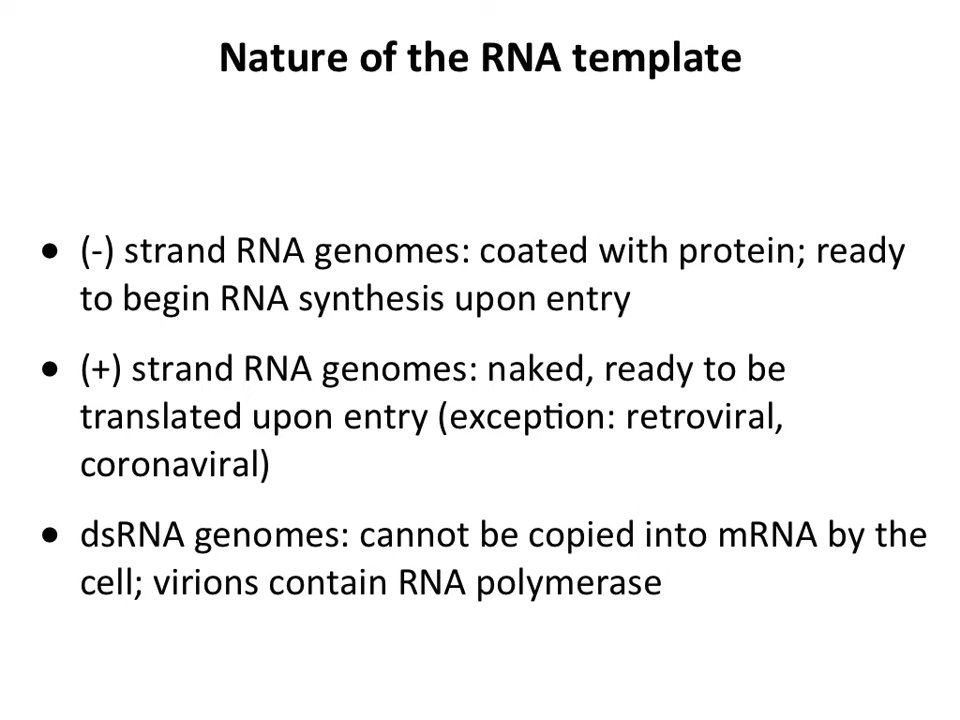 Nature of the RNA template
• (-) strand RNA genomes: coated with protein; ready
to begin RNA synthesis upon entry
• (+) strand RNA genomes: naked, ready to be
translated upon entry (exception: retroviral,
coronaviral)
• dsRNA genomes: cannot be copied into mRNA by the
cell; virions contain RNA polymerase